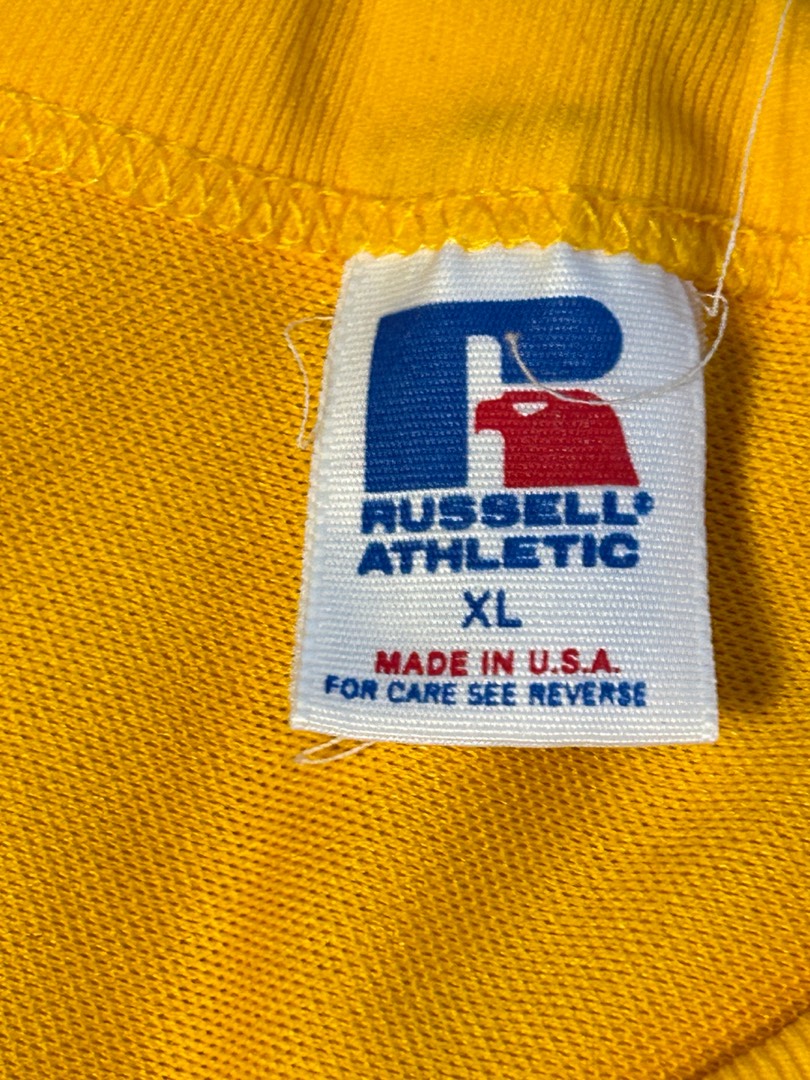 RUSSELL
ATHLETIC
XL
MADE IN U.S.A.
FOR CARE SEE REVERSE